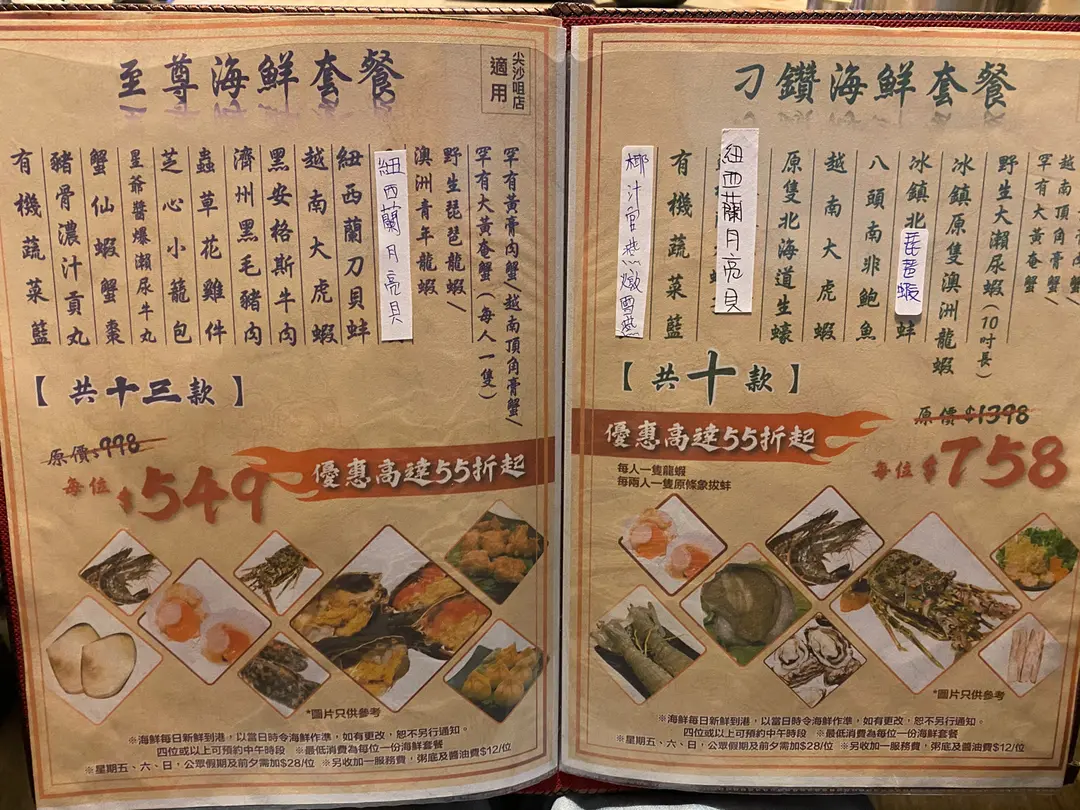 至尊海鮮套餐
尖沙咀店
適用
罕有黃膏肉蟹/越南頂角膏蟹/
罕有大黃奄蟹(每人一隻)
野生琵琶龍蝦/
澳洲青年龍蝦
紐西蘭月亮貝
紐西蘭刀貝蚌
越南大虎蝦
黑安格斯牛肉
濟州黑毛豬肉
蟲草花雞件
芝心小籠包
星爺醬爆瀨尿牛丸
蟹仙蝦蟹棗
豬骨濃汁貢丸
有機蔬菜籃
【共十三款】
原價$998
每位$549
優惠高達55折起
*圖片只供參考
※海鮮每日新鮮到港,以當日時令海鮮作準,如有更改,恕不另行通知。
四位或以上可預約中午時段 ※最低消費為每位一份海鮮套餐
※星期五、六、日,公眾假期及前夕需加$28/位 ※另收加一服務費,粥底及醬油費$12/位
刁鑽海鮮套餐
越南頂角膏蟹/
罕有大黃奄蟹
野生大瀨尿蝦(10吋長)
冰鎮原隻澳洲龍蝦
冰鎮北
琵琶蝦
蚌
八頭南非鮑魚
越南大虎蝦
原隻北海道生蠔
紐西蘭月亮貝
有機蔬菜籃
椰汁官燕燉雪燕
【共十款】
原價$1398
優惠高達55折起
每位$758
每人一隻龍蝦
每兩人一隻原條象拔蚌
*圖片只供參考
※海鮮每日新鮮到港,以當日時令海鮮作準,如有更改,恕不另行通知。
四位或以上可預約中午時段 ※最低消費為每位一份海鮮套餐
※星期五、六、日,公眾假期及前夕需加$28/位 ※另收加一服務費,粥底及醬油費$12/位